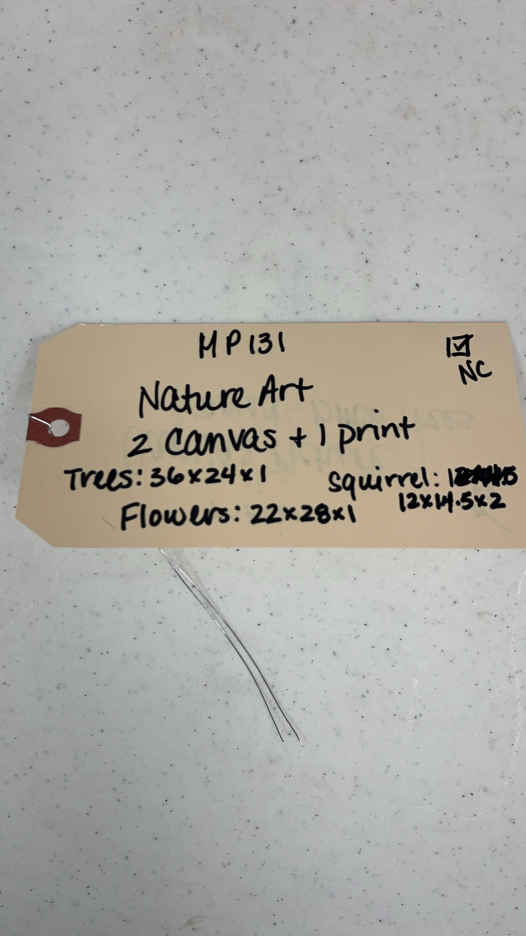 MP131
NC
Nature Art
2 Canvas + 1 print
Trees: 36x24x1
Squirrel:
12x14.5x2
Flowers: 22x28x1